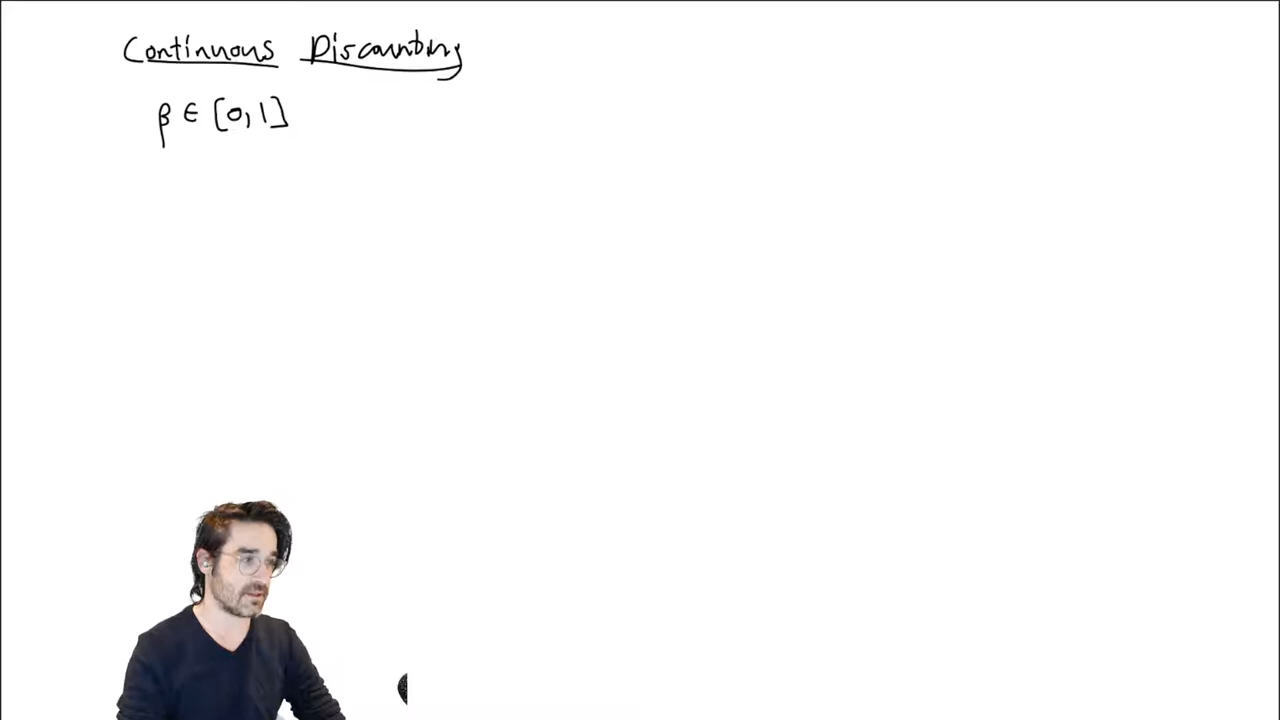 Continuous Discounting
β ∈ [0,1]